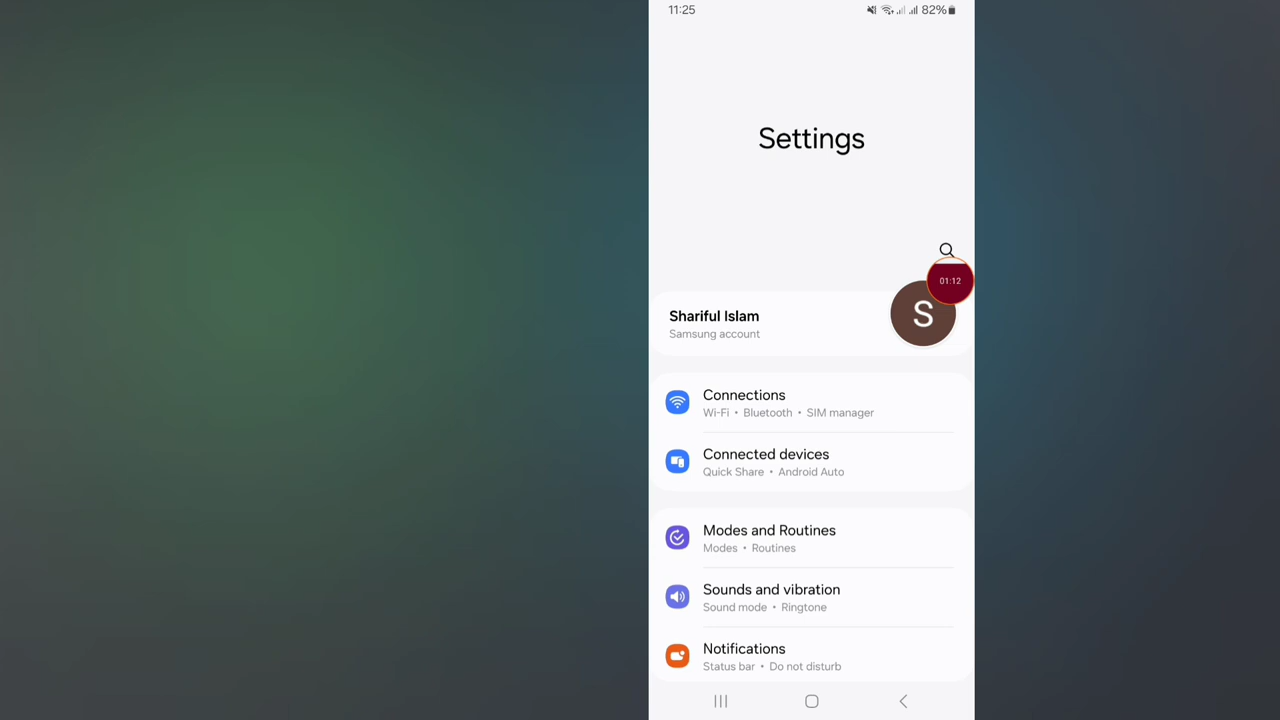 11:25
82%
Settings
01:12
Shariful Islam
Samsung account
S
Connections
Wi-Fi • Bluetooth • SIM manager
Connected devices
Quick Share • Android Auto
Modes and Routines
Modes • Routines
Sounds and vibration
Sound mode • Ringtone
Notifications
Status bar • Do not disturb